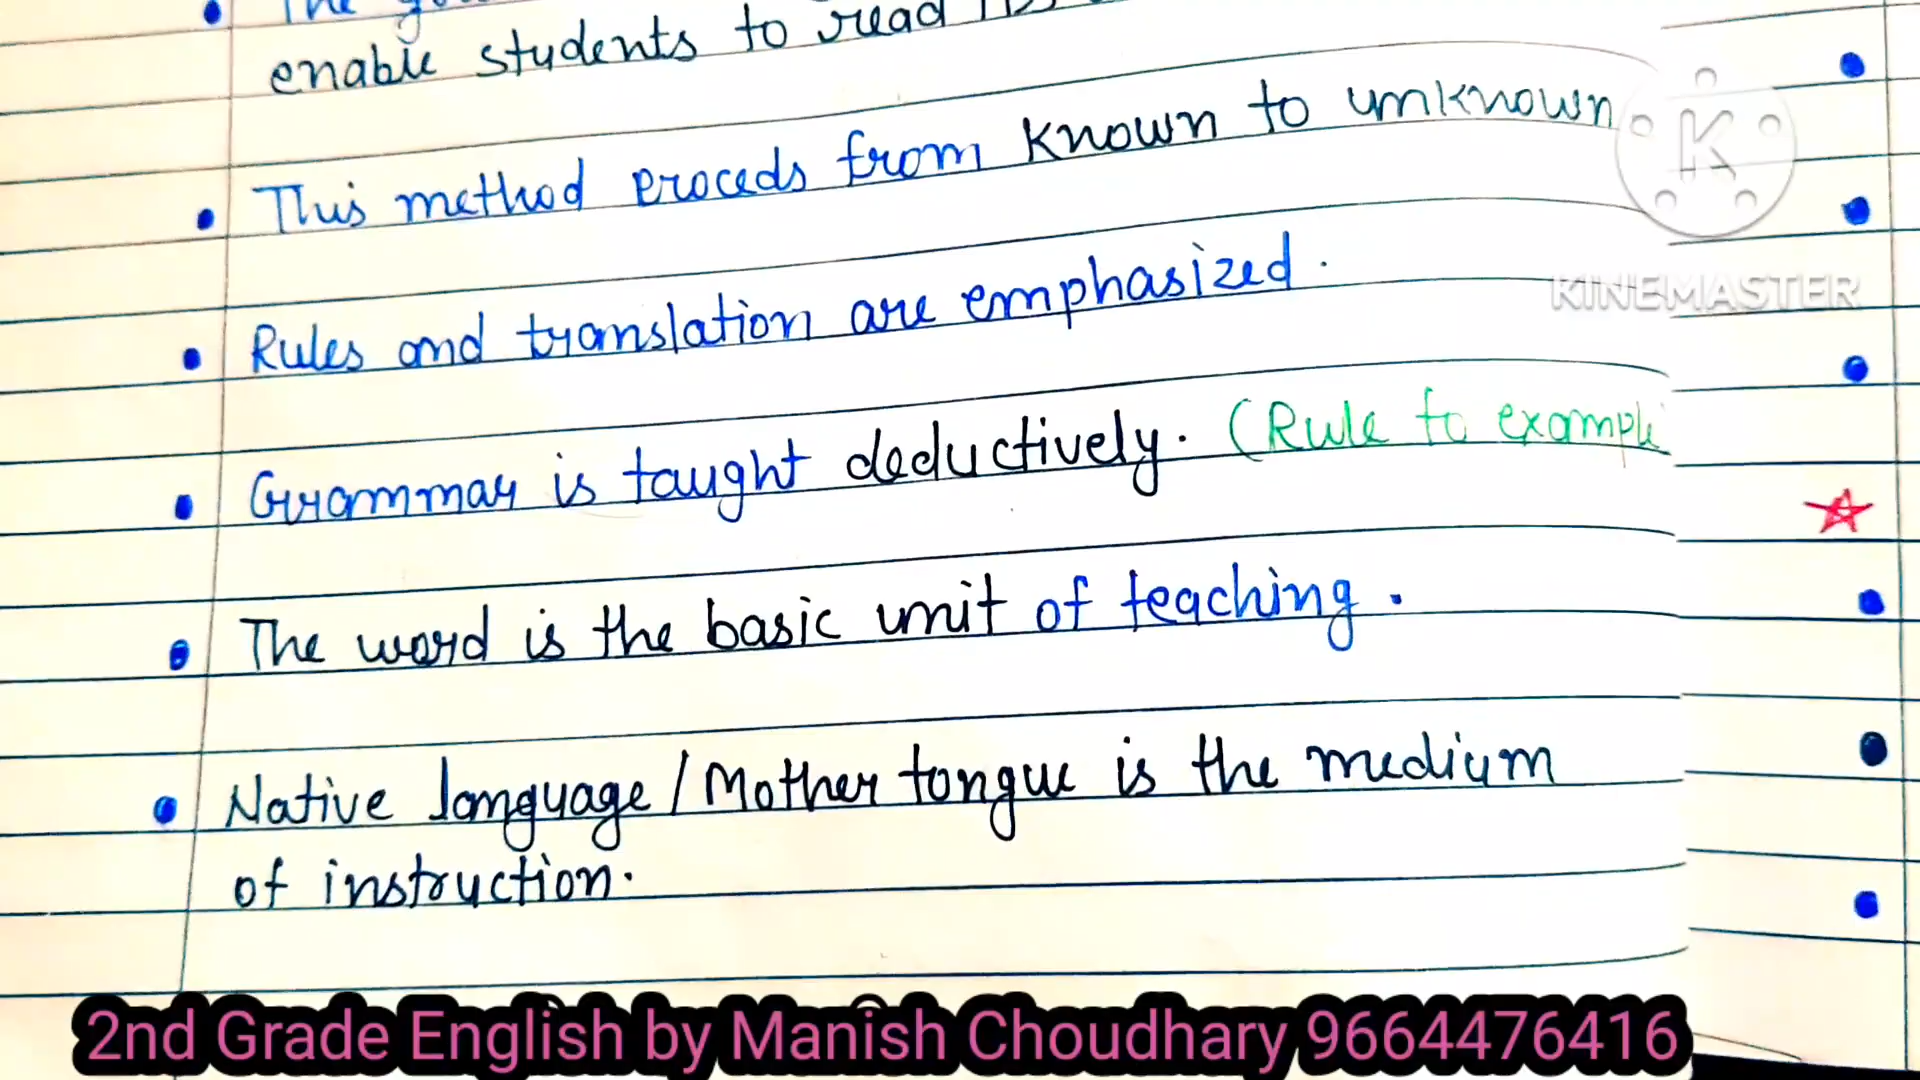 The
enable students to read
This method proceds from known to unknown
Rules and translation are emphasized.
Grammar is taught deductively. (Rule to exampl
The word is the basic unit of teaching.
Native language/Mother tongue is the medium
of instruction.
KINEMASTER
2nd Grade English by Manish Choudhary 9664476416